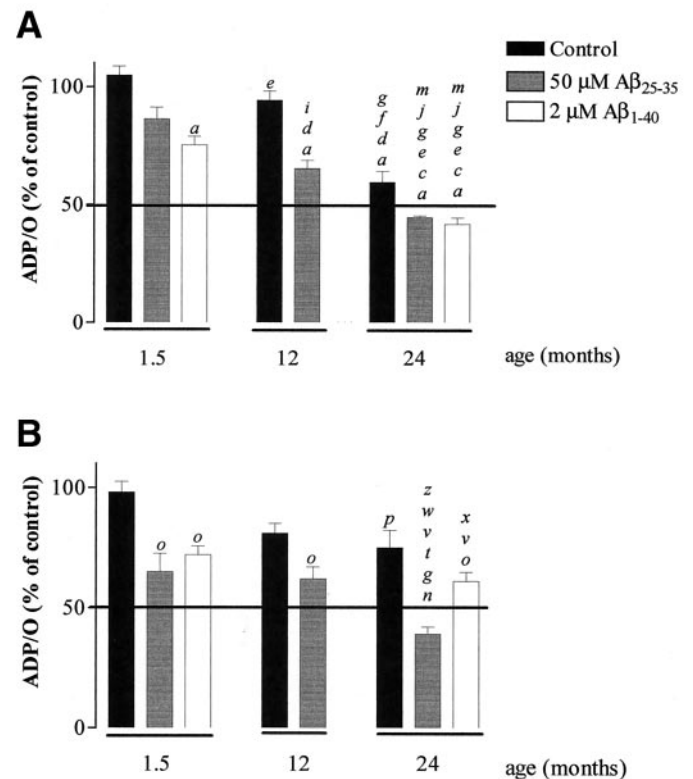 A
Control
50 μM Aβ25-35
2 μM Aβ1-40
ADP/O (% of control)
100
50
0
a
e
i
d
a
g
f
d
a
m
j
g
e
c
a
m
j
g
e
c
a
1.5
12
24
age (months)
B
ADP/O (% of control)
100
50
0
o
o
o
p
z
w
v
t
g
n
x
v
o
1.5
12
24
age (months)